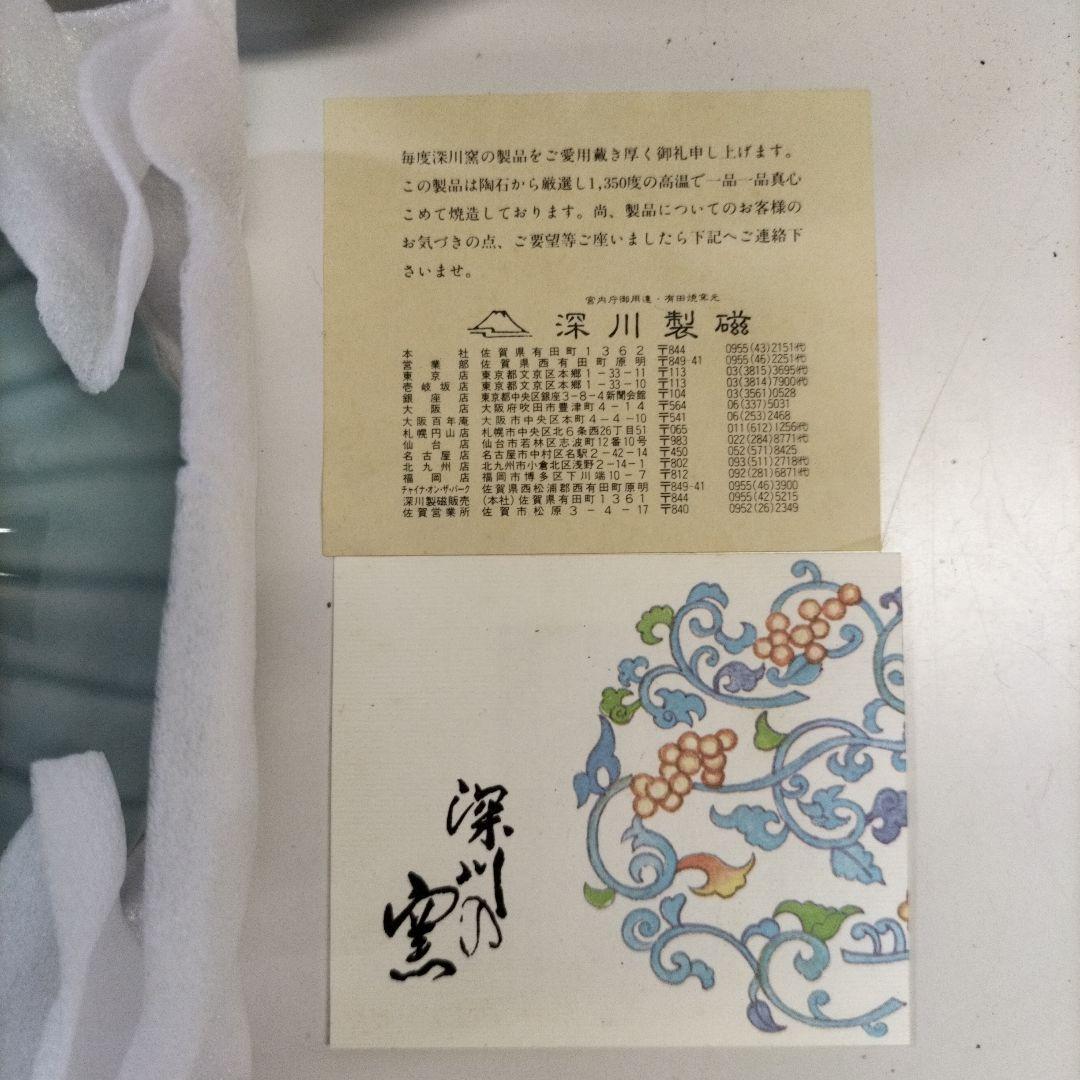 毎度深川窯の製品をご愛用戴き厚く御礼申し上げます。
この製品は陶石から厳選し1,350度の高温で一品一品真心
こめて焼造しております。尚、製品についてのお客様の
お気づきの点、ご要望等ご座いましたら下記へご連絡下
さいませ。
宮内庁御用達・有田焼窯元
深川製磁
本社 佐賀県有田町1362 〒844 0955(43)2151代
営業部 佐賀県西有田町原明 〒849-41 0955(46)2251代
東京店 東京都文京区本郷1-33-11 〒113 03(3815)3695代
壱岐坂店 東京都文京区本郷1-33-10 〒113 03(3814)7900代
銀座店 東京都中央区銀座3-8-4新聞会館 〒104 03(3561)0528
大阪店 大阪府吹田市豊津町4-14 〒564 06(337)5031
大阪百年庵 大阪市中央区本町4-4-10 〒541 06(253)2468
札幌円山店 札幌市中央区北6条西26丁目51 〒065 011(612)1256代
仙台店 仙台市若林区志波町12番10号 〒983 022(284)8771代
名古屋店 名古屋市中村区名駅2-42-14 〒450 052(571)8425
北九州店 北九州市小倉北区浅野2-14-1 〒802 093(511)2718代
福岡店 福岡市博多区下川端10-7 〒812 092(281)6871代
チャイナ・オン・ザ・パーク 佐賀県西松浦郡西有田町原明 〒849-41 0955(46)3900
深川製磁販売 (本社)佐賀県有田町1361 〒844 0955(42)5215
佐賀営業所 佐賀市松原3-4-17 〒840 0952(26)2349
深川の
窯